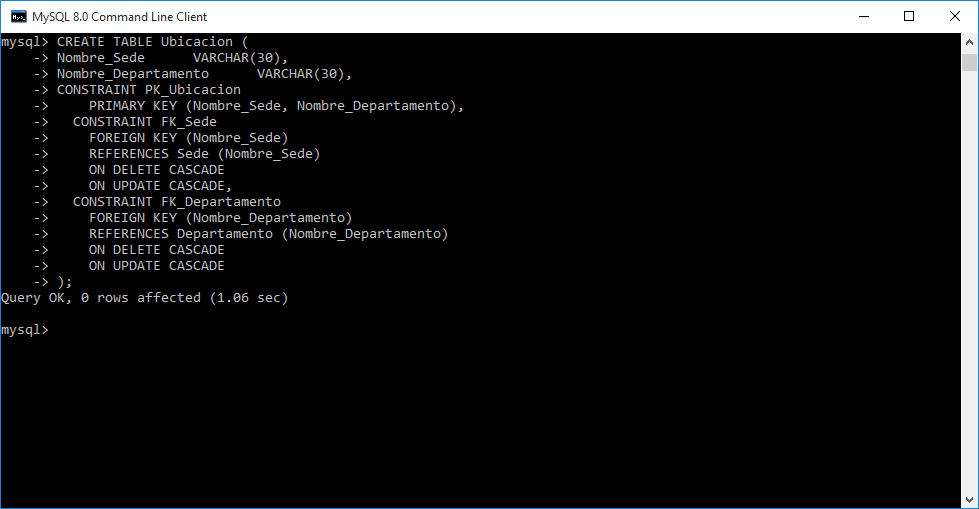 MySQL 8.0 Command Line Client
mysql> CREATE TABLE Ubicacion (
    -> Nombre_Sede      VARCHAR(30),
    -> Nombre_Departamento      VARCHAR(30),
    -> CONSTRAINT PK_Ubicacion
    ->     PRIMARY KEY (Nombre_Sede, Nombre_Departamento),
    ->   CONSTRAINT FK_Sede
    ->     FOREIGN KEY (Nombre_Sede)
    ->     REFERENCES Sede (Nombre_Sede)
    ->     ON DELETE CASCADE
    ->     ON UPDATE CASCADE,
    ->   CONSTRAINT FK_Departamento
    ->     FOREIGN KEY (Nombre_Departamento)
    ->     REFERENCES Departamento (Nombre_Departamento)
    ->     ON DELETE CASCADE
    ->     ON UPDATE CASCADE
    -> );
Query OK, 0 rows affected (1.06 sec)
mysql>